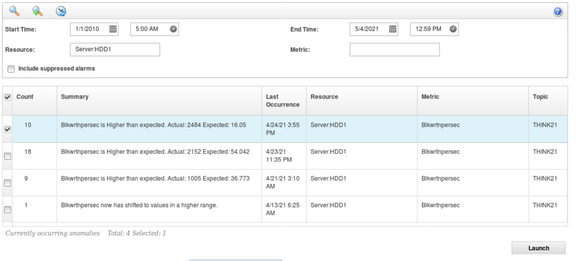 Start Time: 1/1/2010 5:00 AM End Time: 5/4/2021 12:59 PM
Resource: Server:HDD1 Metric:
Include suppressed alarms
Count Summary Last Occurrence Resource Metric Topic
10 Blkwrtnpersec is Higher than expected. Actual: 2484 Expected: 16.05 4/24/21 3:55 PM Server:HDD1 Blkwrtnpersec THINK21
18 Blkwrtnpersec is Higher than expected. Actual: 2152 Expected: 54.042 4/23/21 11:35 PM Server:HDD1 Blkwrtnpersec THINK21
9 Blkwrtnpersec is Higher than expected. Actual: 1005 Expected: 36.773 4/21/21 3:10 AM Server:HDD1 Blkwrtnpersec THINK21
1 Blkwrtnpersec now has shifted to values in a higher range. 4/13/21 6:25 AM Server:HDD1 Blkwrtnpersec THINK21
Currently occurring anomalies Total: 4 Selected: 1
Launch